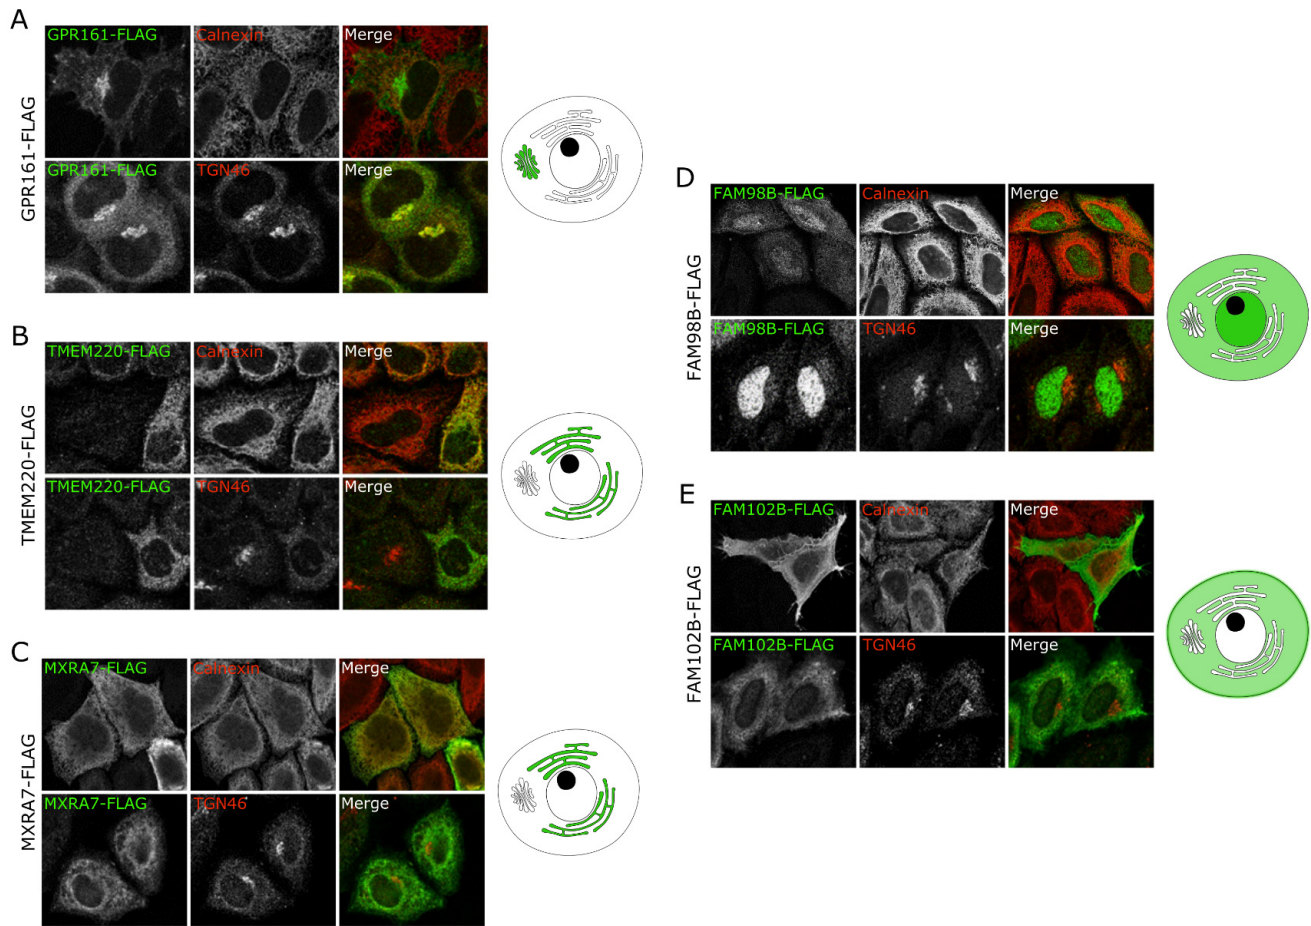 A
GPR161-FLAG
GPR161-FLAG Calnexin Merge
GPR161-FLAG TGN46 Merge
B
TMEM220-FLAG
TMEM220-FLAG Calnexin Merge
TMEM220-FLAG TGN46 Merge
C
MXRA7-FLAG
MXRA7-FLAG Calnexin Merge
MXRA7-FLAG TGN46 Merge
D
FAM98B-FLAG
FAM98B-FLAG Calnexin Merge
FAM98B-FLAG TGN46 Merge
E
FAM102B-FLAG
FAM102B-FLAG Calnexin Merge
FAM102B-FLAG TGN46 Merge